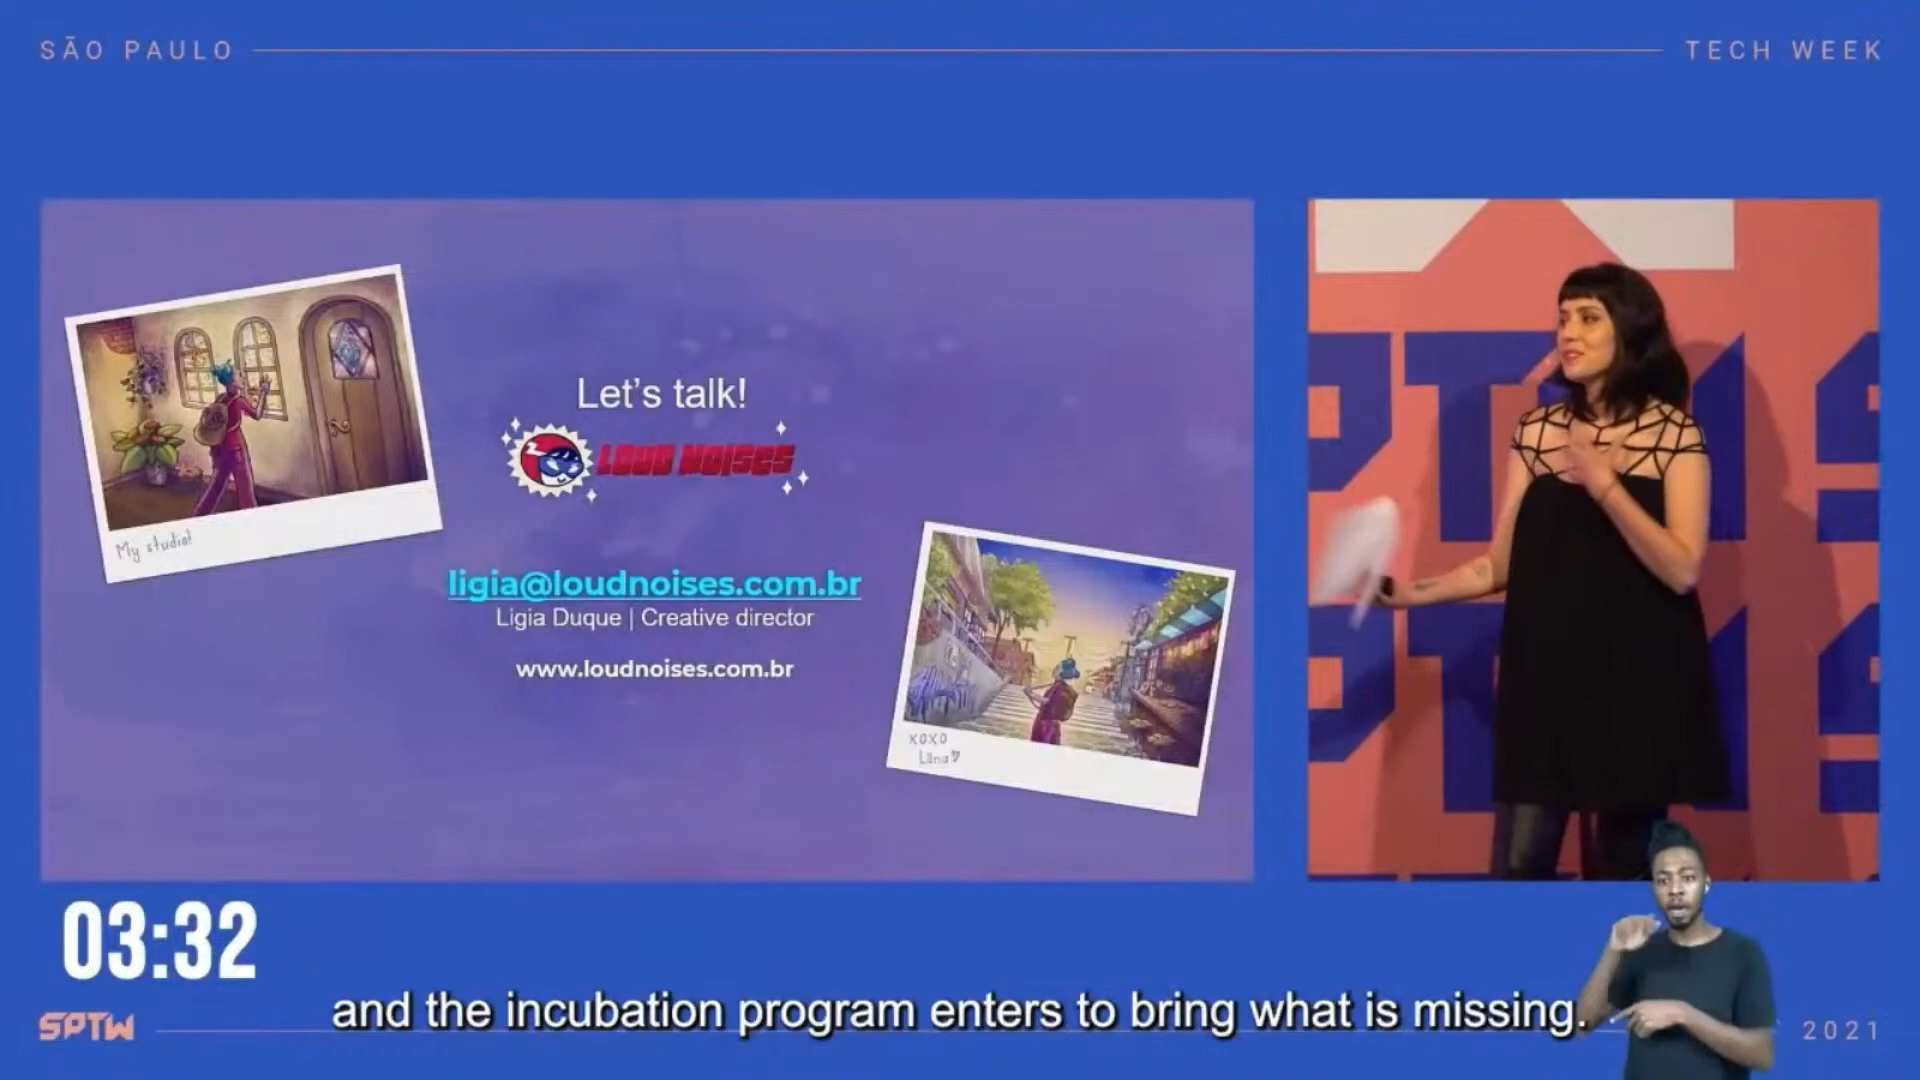 SÃO PAULO
TECH WEEK
Let's talk!
LOUD NOISES
My studio!
ligia@loudnoises.com.br
Ligia Duque | Creative director
www.loudnoises.com.br
xoxo
Lana
03:32
and the incubation program enters to bring what is missing.
SPTW
2021